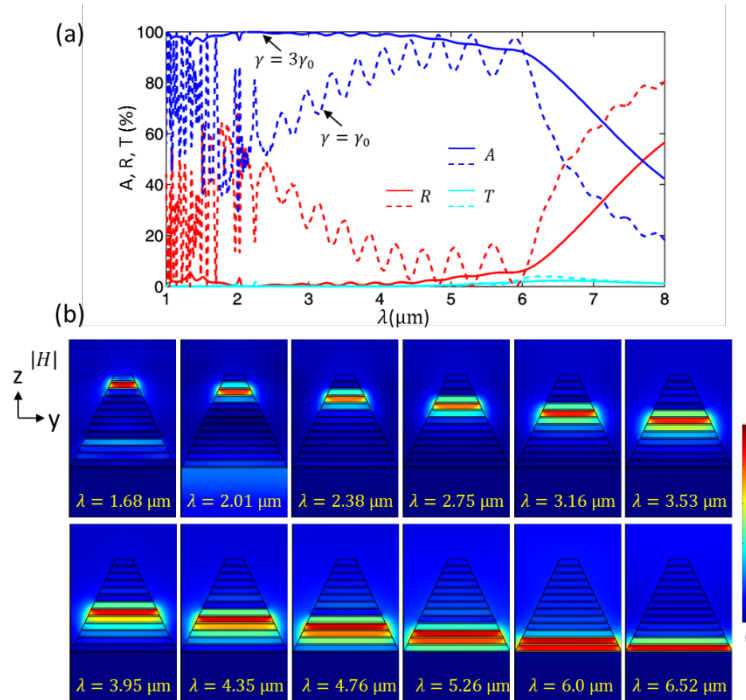 (a)
100
80
60
40
20
0
A, R, T (%)
γ = 3γ₀
γ = γ₀
A
R
T
1 2 3 4 5 6 7 8
λ(μm)
(b)
|H|
z
y
λ = 1.68 μm λ = 2.01 μm λ = 2.38 μm λ = 2.75 μm λ = 3.16 μm λ = 3.53 μm
λ = 3.95 μm λ = 4.35 μm λ = 4.76 μm λ = 5.26 μm λ = 6.0 μm λ = 6.52 μm